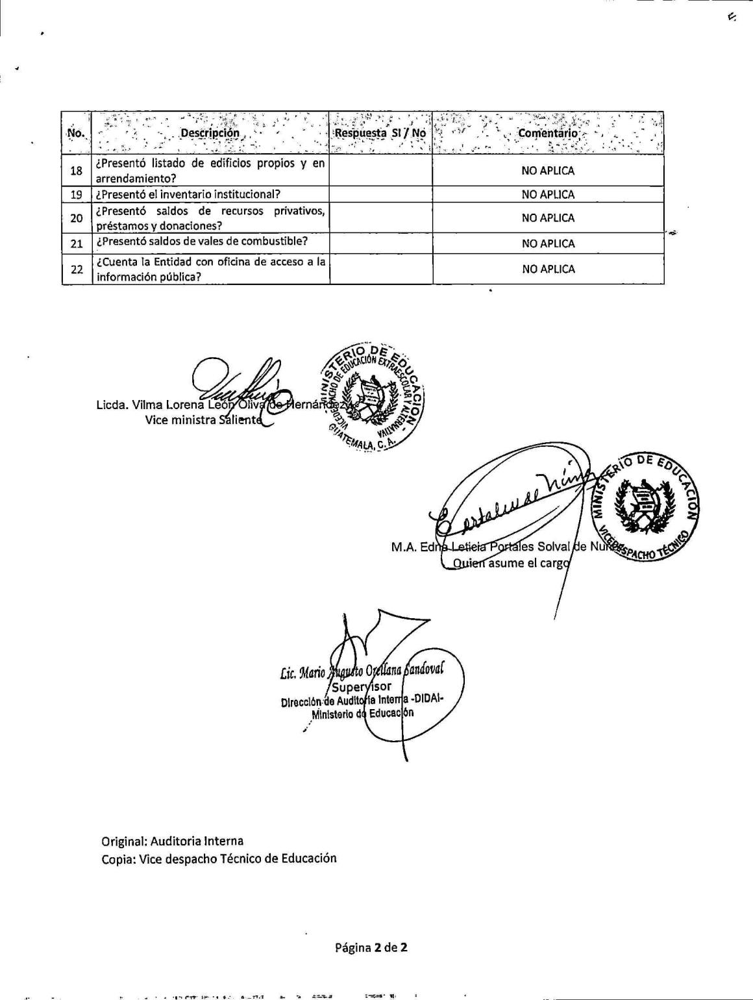 No. Descripción Respuesta SI / No Comentario
18 ¿Presentó listado de edificios propios y en arrendamiento? NO APLICA
19 ¿Presentó el inventario institucional? NO APLICA
20 ¿Presentó saldos de recursos privativos, préstamos y donaciones? NO APLICA
21 ¿Presentó saldos de vales de combustible? NO APLICA
22 ¿Cuenta la Entidad con oficina de acceso a la información pública? NO APLICA
MINISTERIO DE EDUCACIÓN
VICEDESPACHO DE EDUCACIÓN EXTRAESCOLAR Y ALTERNATIVA
GUATEMALA, C. A.
Licda. Vilma Lorena León Oliva de Hernández
Vice ministra Saliente
MINISTERIO DE EDUCACIÓN
VICEDESPACHO TÉCNICO
M.A. Edna Leticia Portales Solval de Nuñez
Quien asume el cargo
Lic. Mario Augusto Orellana Sandoval
Supervisor
Dirección de Auditoría Interna -DIDAI-
Ministerio de Educación
Original: Auditoria Interna
Copia: Vice despacho Técnico de Educación
Página 2 de 2